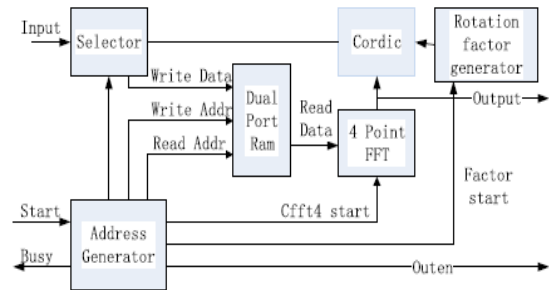 Input
Selector
Cordic
Rotation
factor
generator
Write Data
Write Addr
Read Addr
Dual
Port
Ram
Read
Data
4 Point
FFT
Output
Factor
start
Start
Cfft4 start
Address
Generator
Busy
Outen